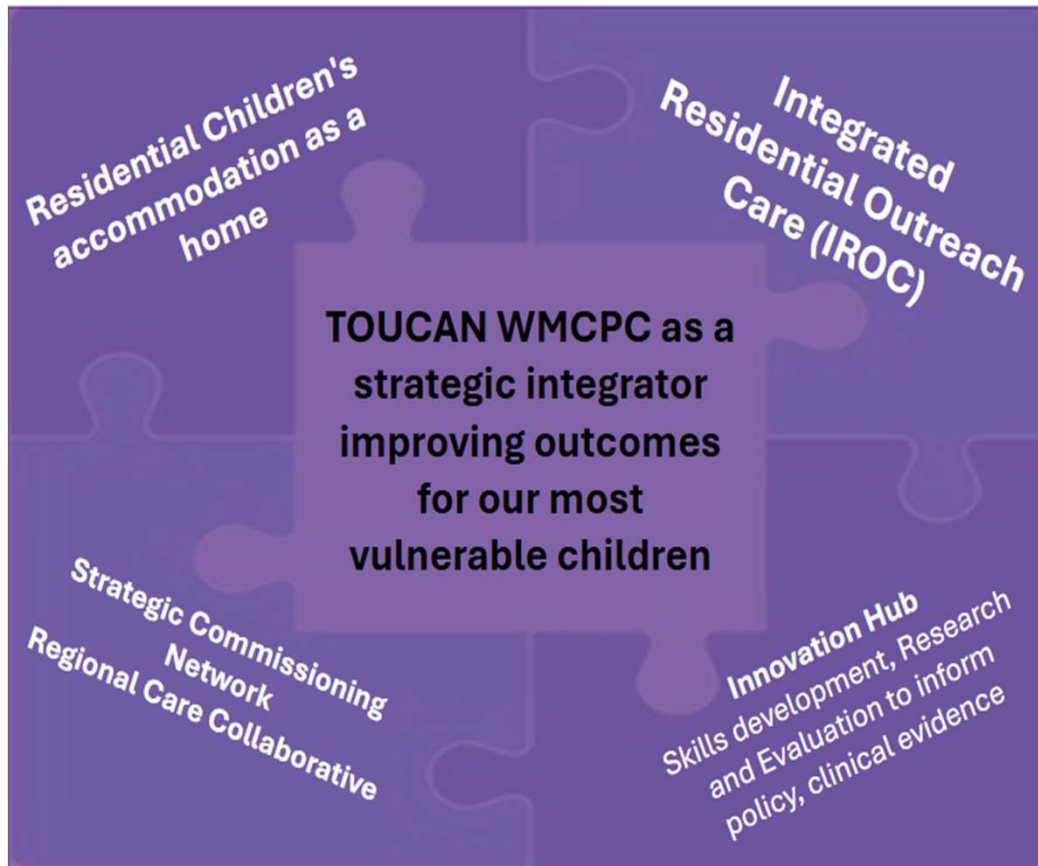 Residential Children's
accommodation as a
home
Integrated
Residential Outreach
Care (IROC)
TOUCAN WMCPC as a
strategic integrator
improving outcomes
for our most
vulnerable children
Strategic Commissioning
Network
Regional Care Collaborative
Innovation Hub
Skills development, Research
and Evaluation to inform
policy, clinical evidence